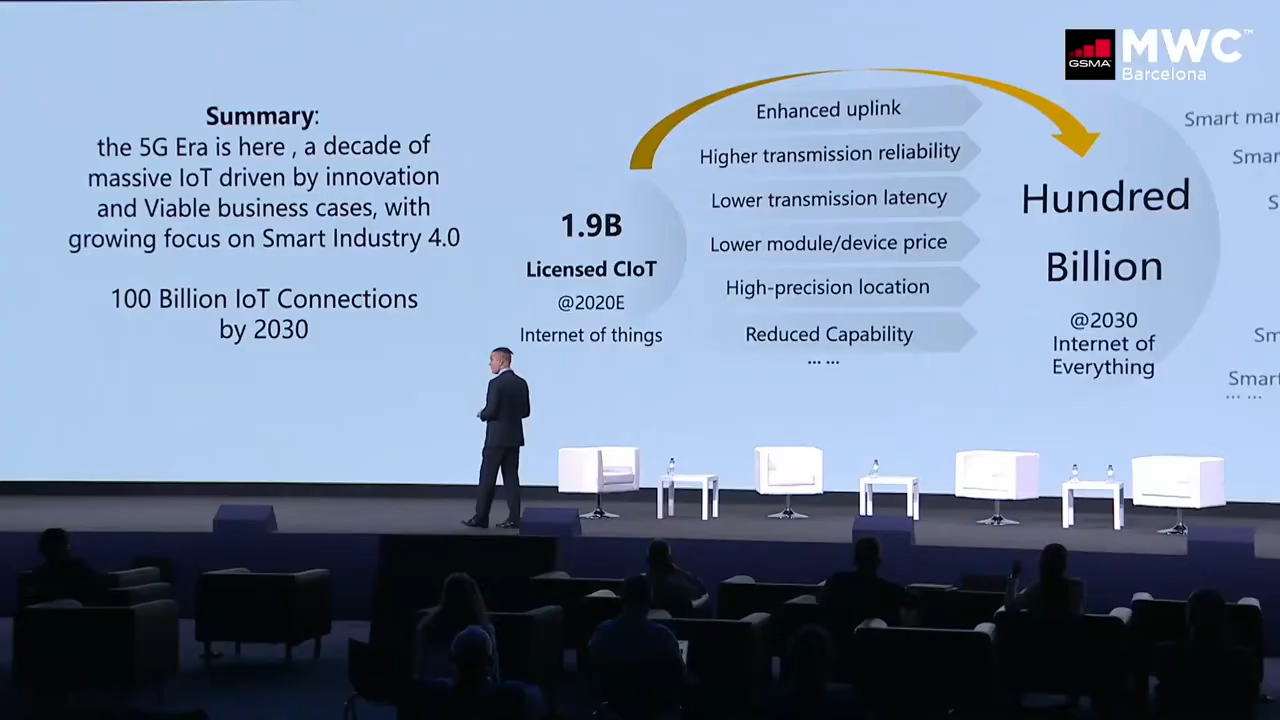 GSMA
MWC™
Barcelona
Summary:
the 5G Era is here , a decade of
massive IoT driven by innovation
and Viable business cases, with
growing focus on Smart Industry 4.0
100 Billion IoT Connections
by 2030
1.9B
Licensed CIoT
@2020E
Internet of things
Enhanced uplink
Higher transmission reliability
Lower transmission latency
Lower module/device price
High-precision location
Reduced Capability
... ...
Hundred
Billion
@2030
Internet of
Everything
Smart
Smart
... ...